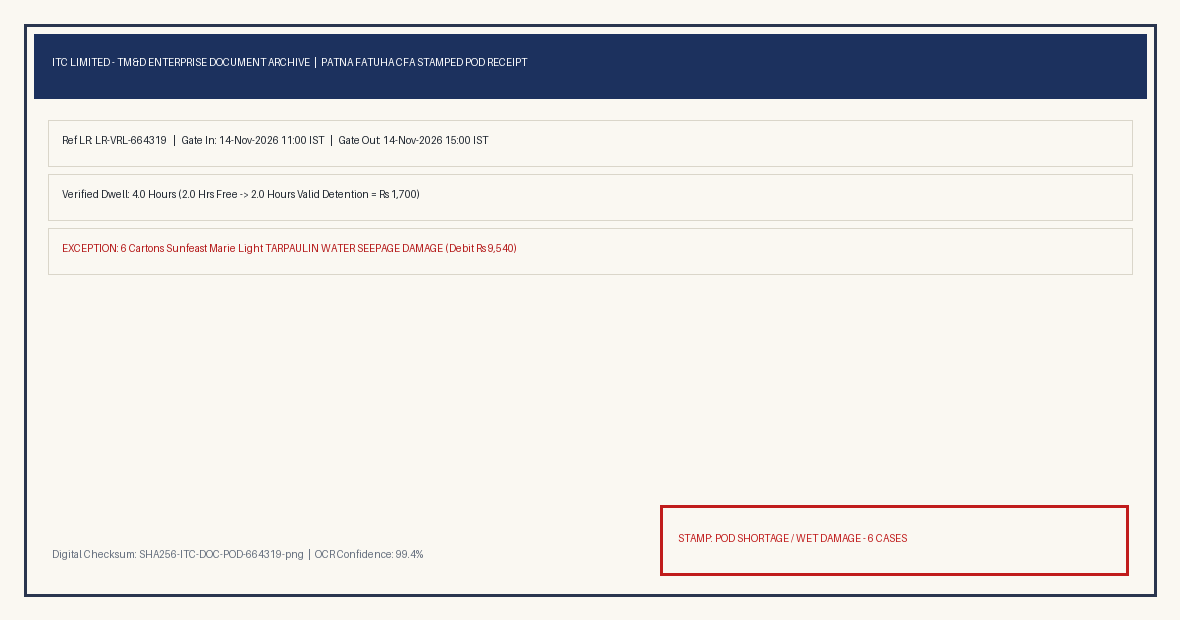 ITC LIMITED - TM&D ENTERPRISE DOCUMENT ARCHIVE | PATNA FATUHA CFA STAMPED POD RECEIPT
Ref LR: LR-VRL-664319 | Gate In: 14-Nov-2026 11:00 IST | Gate Out: 14-Nov-2026 15:00 IST
Verified Dwell: 4.0 Hours (2.0 Hrs Free -> 2.0 Hours Valid Detention = Rs 1,700)
EXCEPTION: 6 Cartons Sunfeast Marie Light TARPAULIN WATER SEEPAGE DAMAGE (Debit Rs 9,540)
STAMP: POD SHORTAGE / WET DAMAGE - 6 CASES
Digital Checksum: SHA256-ITC-DOC-POD-664319-png | OCR Confidence: 99.4%